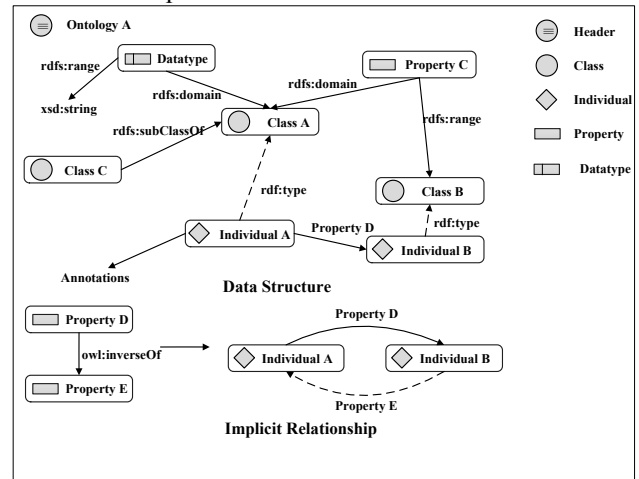 Ontology A
Header
rdfs:range
Datatype
Property C
rdfs:domain
rdfs:domain
Class
xsd:string
Class A
rdfs:subClassOf
rdfs:range
Individual
Property
Class C
Datatype
rdf:type
Class B
rdf:type
Individual A
Property D
Individual B
Annotations
Data Structure
Property D
Property D
owl:inverseOf
Individual A
Individual B
Property E
Property E
Implicit Relationship